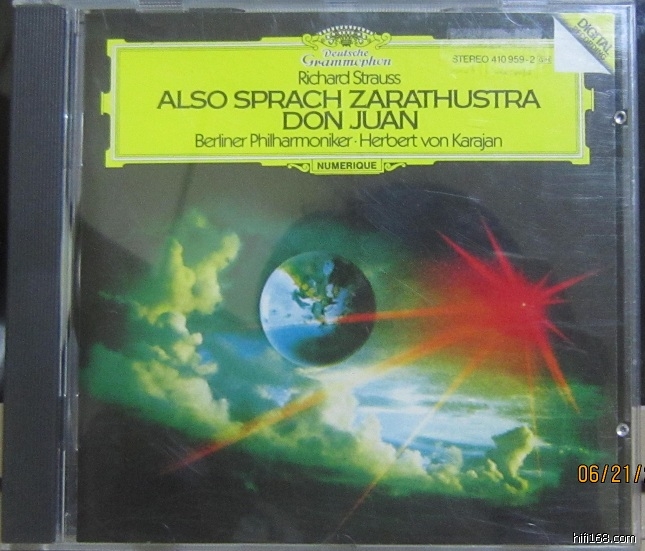 Deutsche
Grammophon
STEREO 410 959-2
DIGITAL
Richard Strauss
ALSO SPRACH ZARATHUSTRA
DON JUAN
Berliner Philharmoniker · Herbert von Karajan
NUMERIQUE
06/21/
hifi168.com